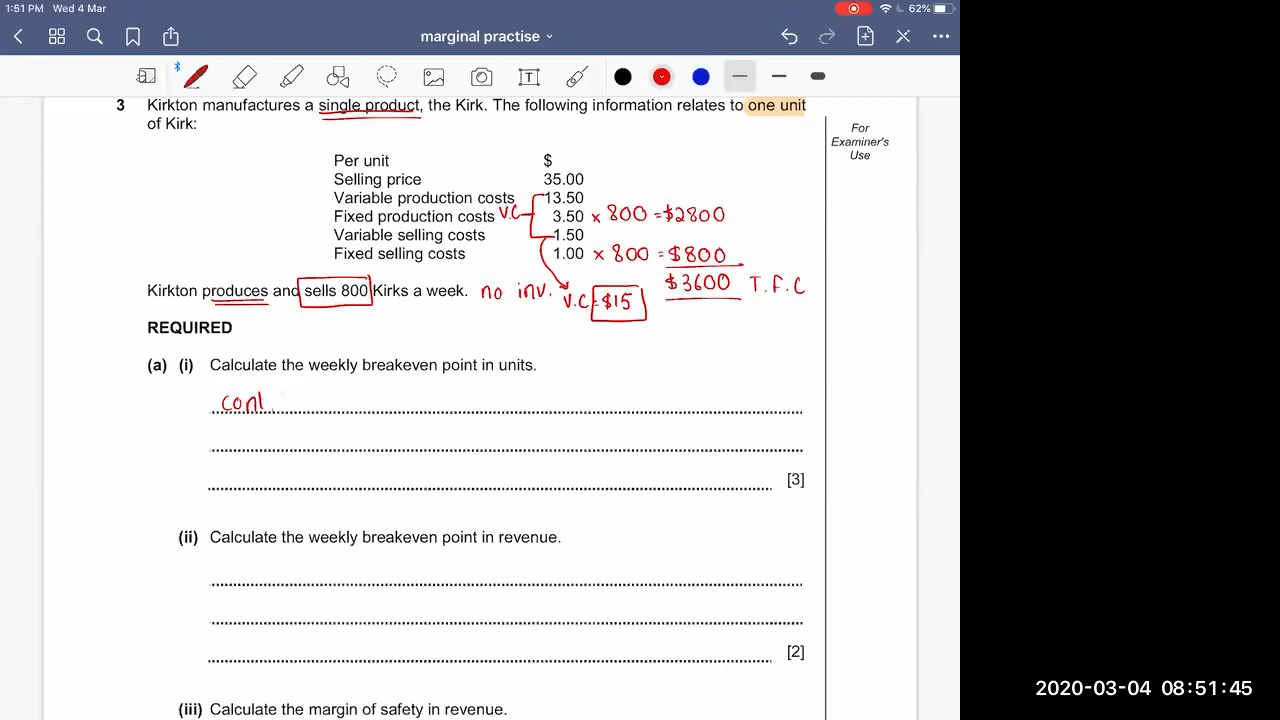 1:51 PM Wed 4 Mar
62%
marginal practise
3 Kirkton manufactures a single product, the Kirk. The following information relates to one unit
of Kirk:
For
Examiner's
Use
Per unit $
Selling price 35.00
Variable production costs 13.50
Fixed production costs V.C 3.50 × 800 = $2800
Variable selling costs 1.50
Fixed selling costs 1.00 × 800 = $800
$3600 T.F.C
Kirkton produces and sells 800 Kirks a week. no inv. V.C = $15
REQUIRED
(a) (i) Calculate the weekly breakeven point in units.
cont
[3]
(ii) Calculate the weekly breakeven point in revenue.
[2]
(iii) Calculate the margin of safety in revenue.
2020-03-04 08:51:45